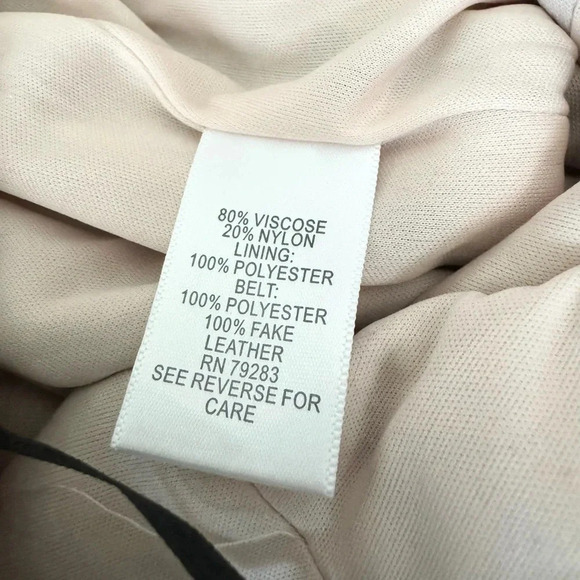 80% VISCOSE
20% NYLON
LINING:
100% POLYESTER
BELT:
100% POLYESTER
100% FAKE
LEATHER
RN 79283
SEE REVERSE FOR
CARE